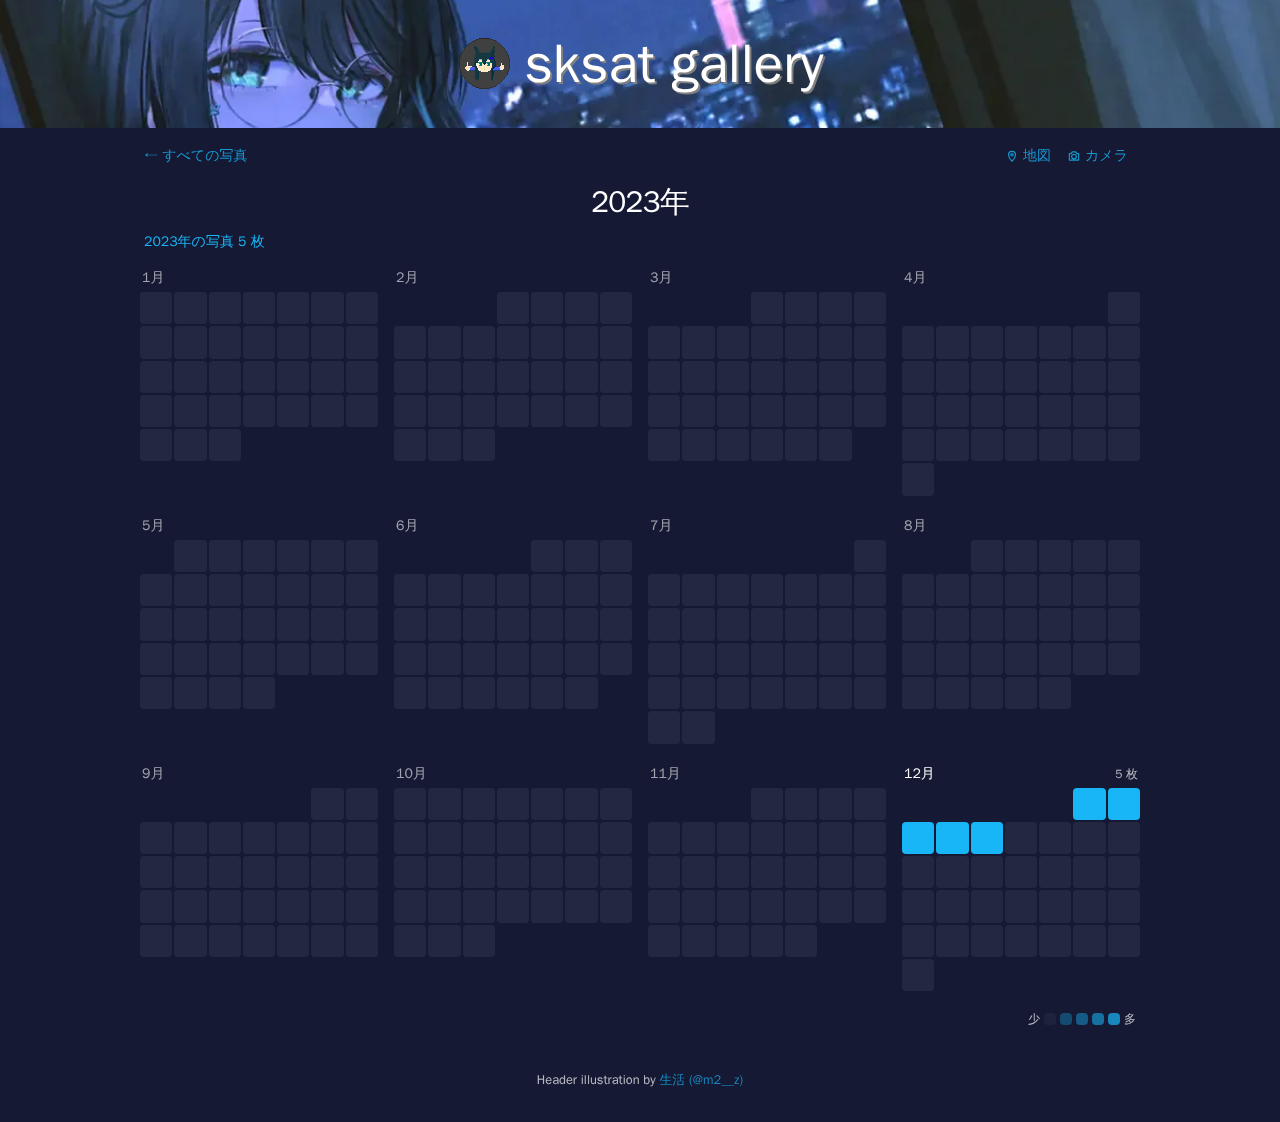 sksat gallery
← すべての写真
地図 カメラ
2023年
2023年の写真 5 枚
1月 2月 3月 4月
5月 6月 7月 8月
9月 10月 11月 12月 5 枚
少 多
Header illustration by 生活 (@m2__z)